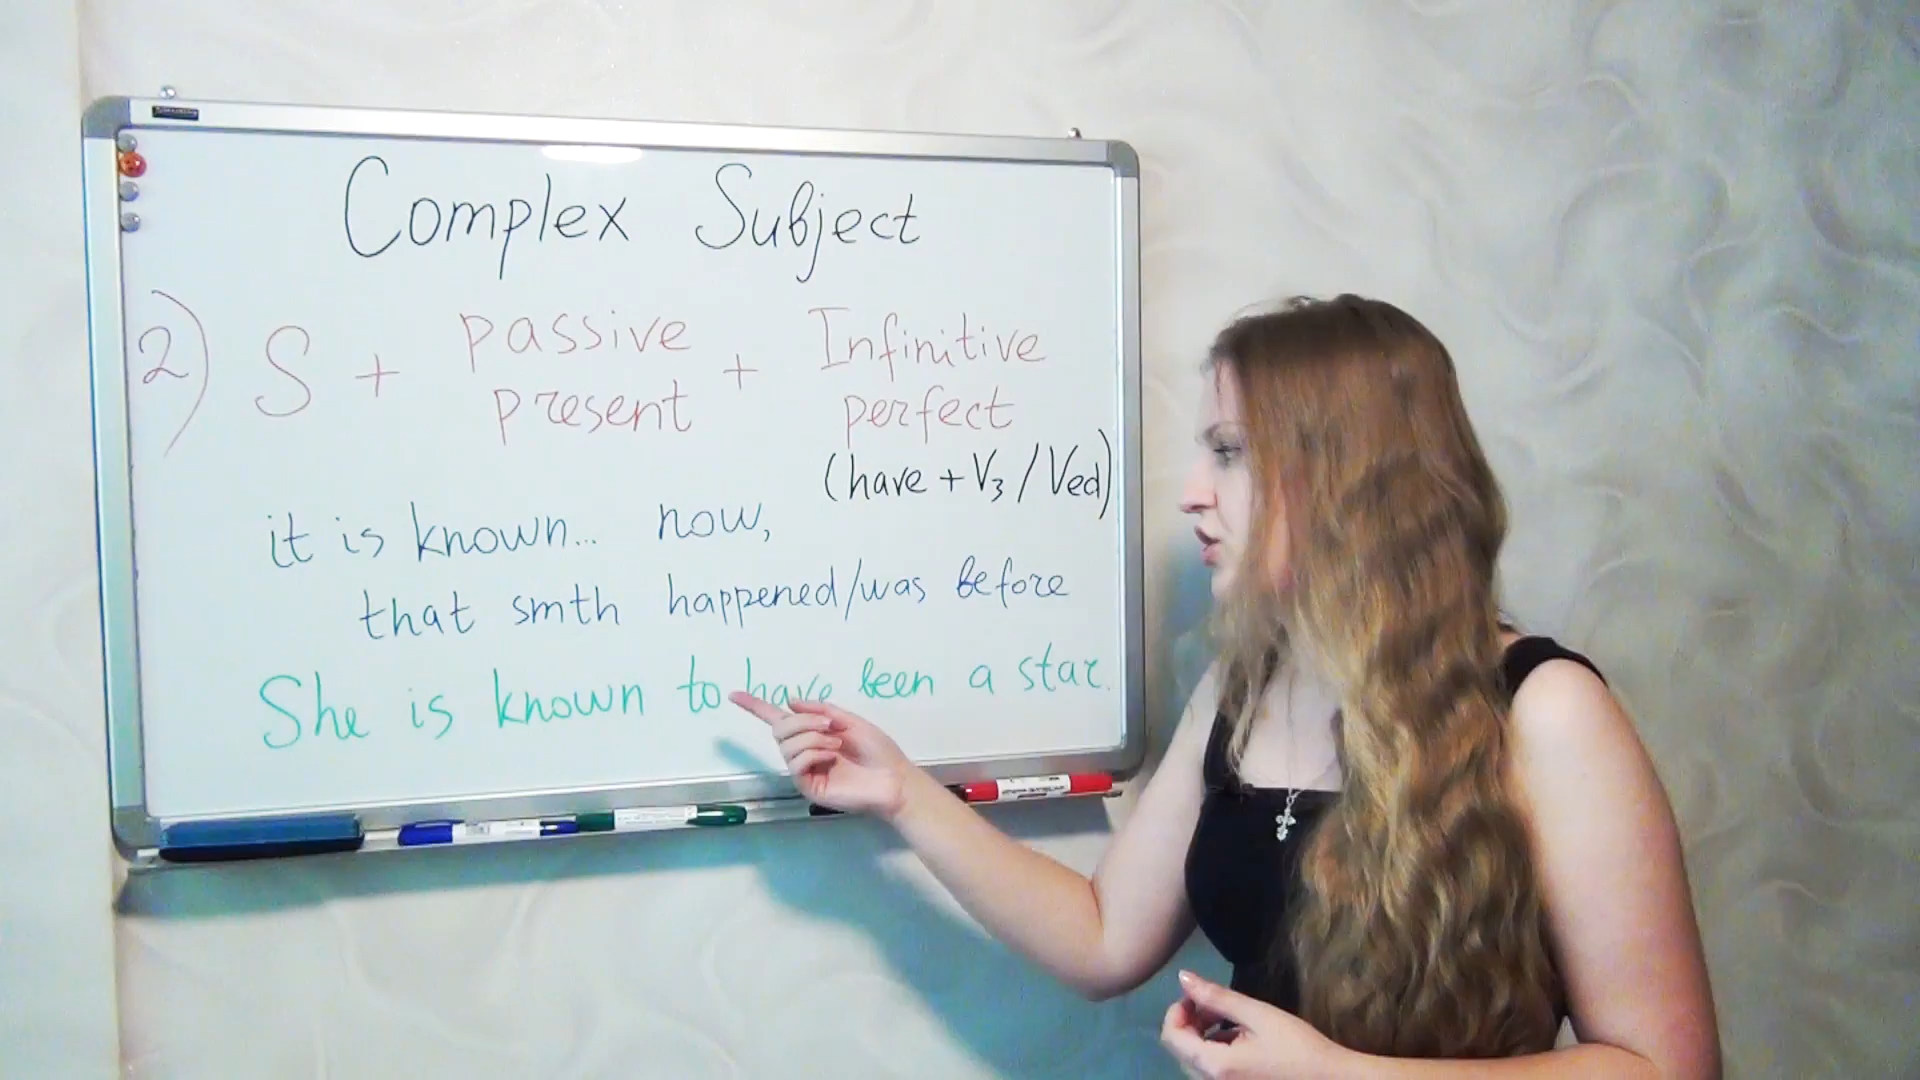 Complex Subject
2) S + passive present + Infinitive perfect
(have + V3 / Ved)
it is known... now,
that smth happened/was before
She is known to have been a star.